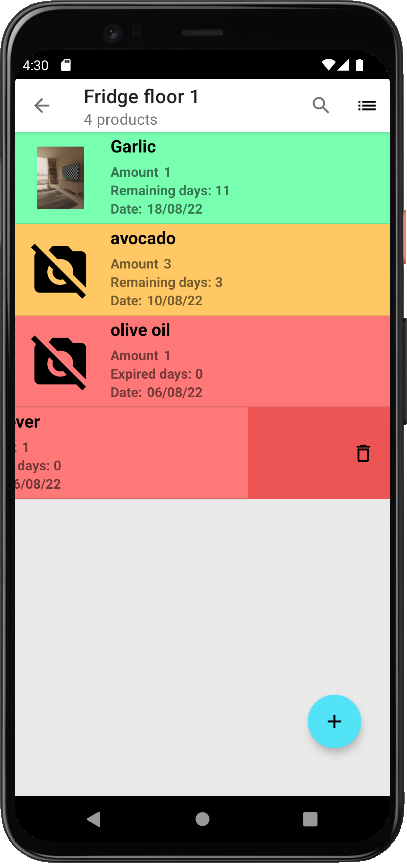 4:30
Fridge floor 1
4 products
Garlic
Amount 1
Remaining days: 11
Date: 18/08/22
avocado
Amount 3
Remaining days: 3
Date: 10/08/22
olive oil
Amount 1
Expired days: 0
Date: 06/08/22
ever
: 1
days: 0
6/08/22